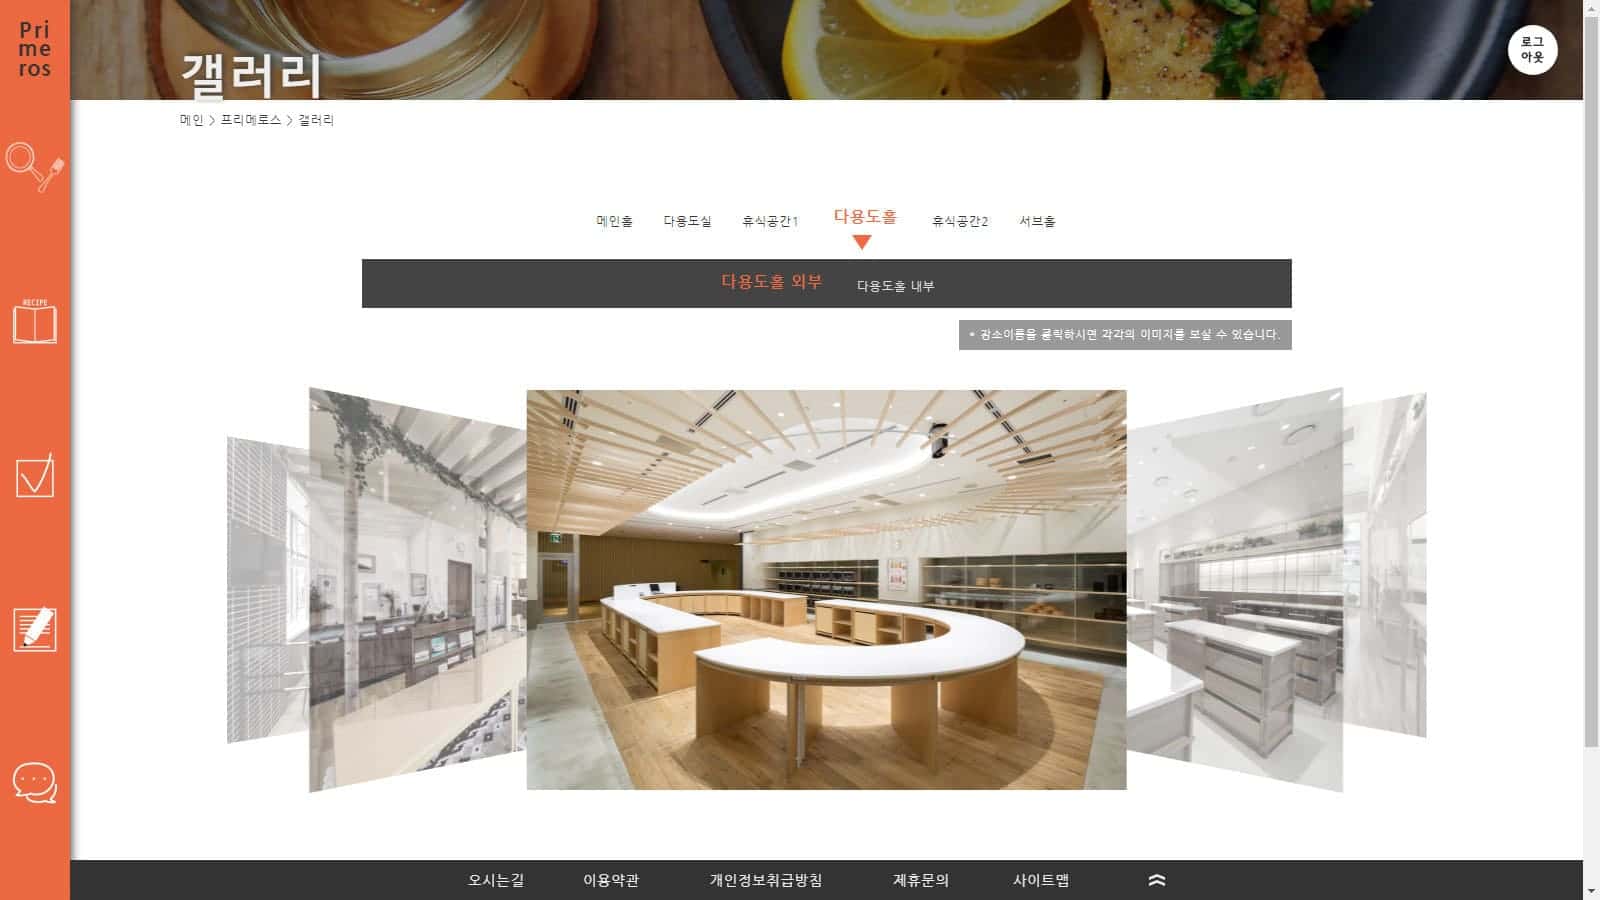 Pri
me
ros
갤러리
로그
아웃
메인 > 프리메로스 > 갤러리
메인홀 다용도실 휴식공간1 다용도홀 휴식공간2 서브홀
다용도홀 외부 다용도홀 내부
* 장소이름을 클릭하시면 각각의 이미지를 보실 수 있습니다.
RECIPE
오시는길 이용약관 개인정보취급방침 제휴문의 사이트맵